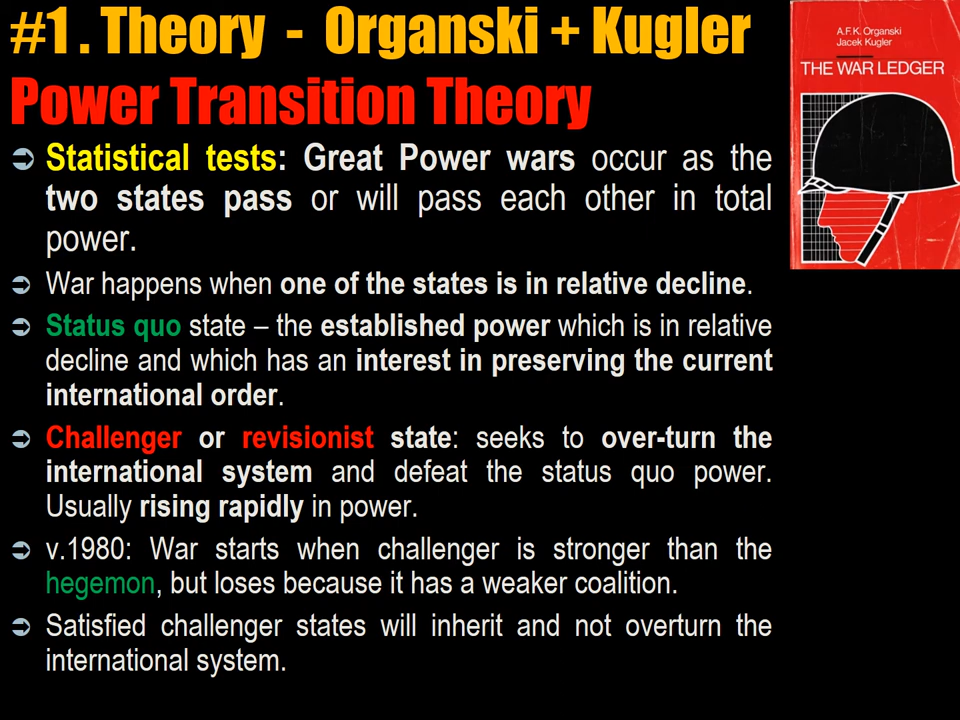 #1 . Theory - Organski + Kugler
Power Transition Theory
A.F.K. Organski
Jacek Kugler
THE WAR LEDGER
➲ Statistical tests: Great Power wars occur as the
two states pass or will pass each other in total
power.
➲ War happens when one of the states is in relative decline.
➲ Status quo state – the established power which is in relative
decline and which has an interest in preserving the current
international order.
➲ Challenger or revisionist state: seeks to over-turn the
international system and defeat the status quo power.
Usually rising rapidly in power.
➲ v.1980: War starts when challenger is stronger than the
hegemon, but loses because it has a weaker coalition.
➲ Satisfied challenger states will inherit and not overturn the
international system.